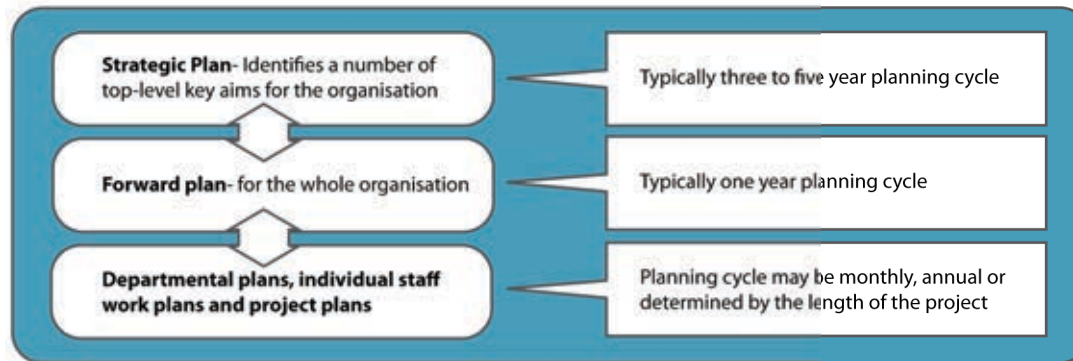 Strategic Plan- Identifies a number of
top-level key aims for the organisation
Typically three to five year planning cycle
Forward plan- for the whole organisation
Typically one year planning cycle
Departmental plans, individual staff
work plans and project plans
Planning cycle may be monthly, annual or
determined by the length of the project